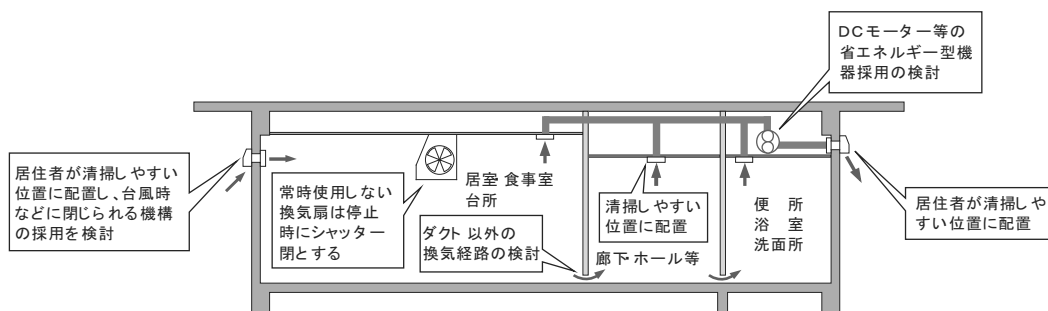 DCモーター等の
省エネルギー型機
器採用の検討
居住者が清掃しやすい
位置に配置し、台風時
などに閉じられる機構
の採用を検討
常時使用しない
換気扇は停止
時にシャッター
閉とする
居室・食事室
台所
ダクト以外の
換気経路の検討
清掃しやすい
位置に配置
廊下・ホール等
便所
浴室
洗面所
居住者が清掃しや
すい位置に配置